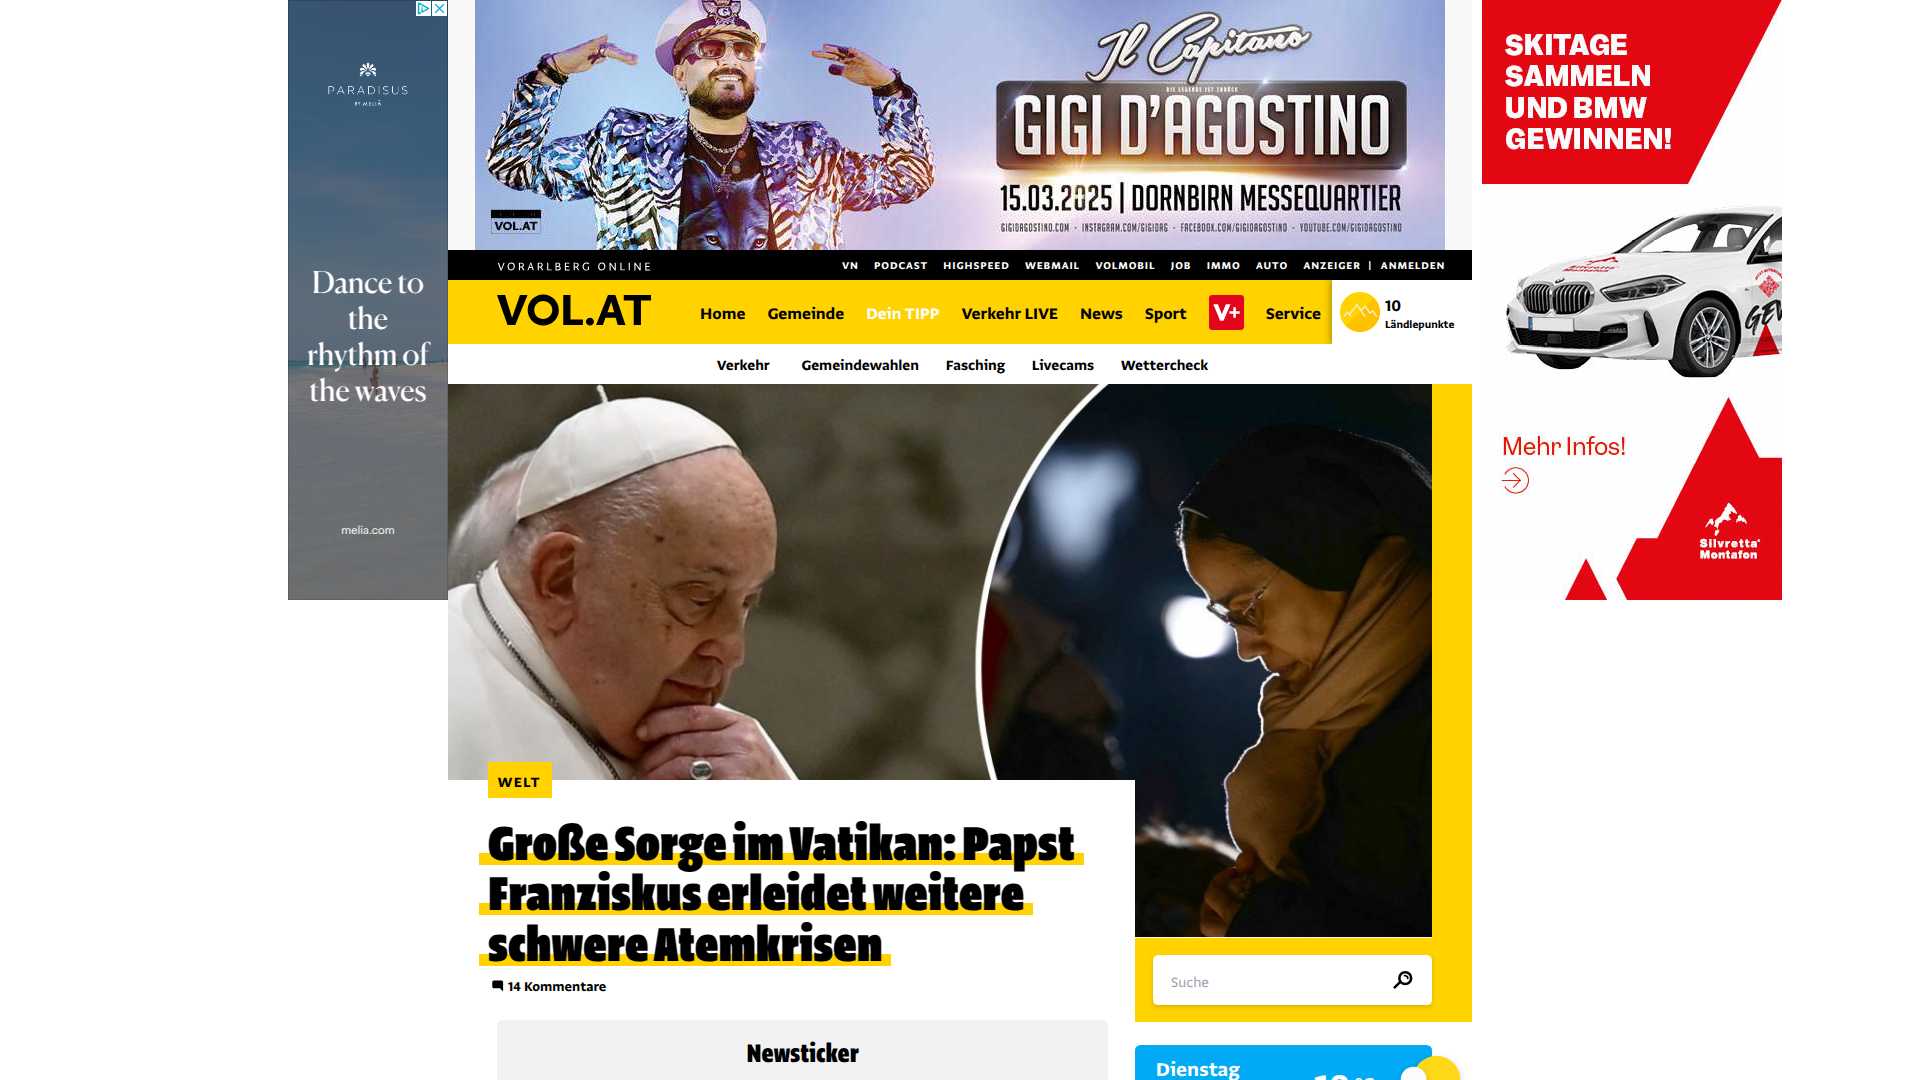 PARADISUS
BY MELIÁ
Dance to
the
rhythm of
the waves
melia.com
Il Capitano
DIE LEGENDE IST ZURÜCK
GIGI D'AGOSTINO
15.03.2025 | DORNBIRN MESSEQUARTIER
GIGIDAGOSTINO.COM - INSTAGRAM.COM/GIGIDAG - FACEBOOK.COM/GIGIDAGOSTINO - YOUTUBE.COM/GIGIDAGOSTINO
VOL.AT
SKITAGE
SAMMELN
UND BMW
GEWINNEN!
Silvretta
Montafon
GEW
Mehr Infos!
Silvretta
Montafon
VORARLBERG ONLINE
VN PODCAST HIGHSPEED WEBMAIL VOLMOBIL JOB IMMO AUTO ANZEIGER | ANMELDEN
VOL.AT
Home Gemeinde Dein TIPP Verkehr LIVE News Sport V+ Service
10
Ländlepunkte
Verkehr Gemeindewahlen Fasching Livecams Wettercheck
WELT
Große Sorge im Vatikan: Papst
Franziskus erleidet weitere
schwere Atemkrisen
14 Kommentare
Newsticker
Suche
Dienstag